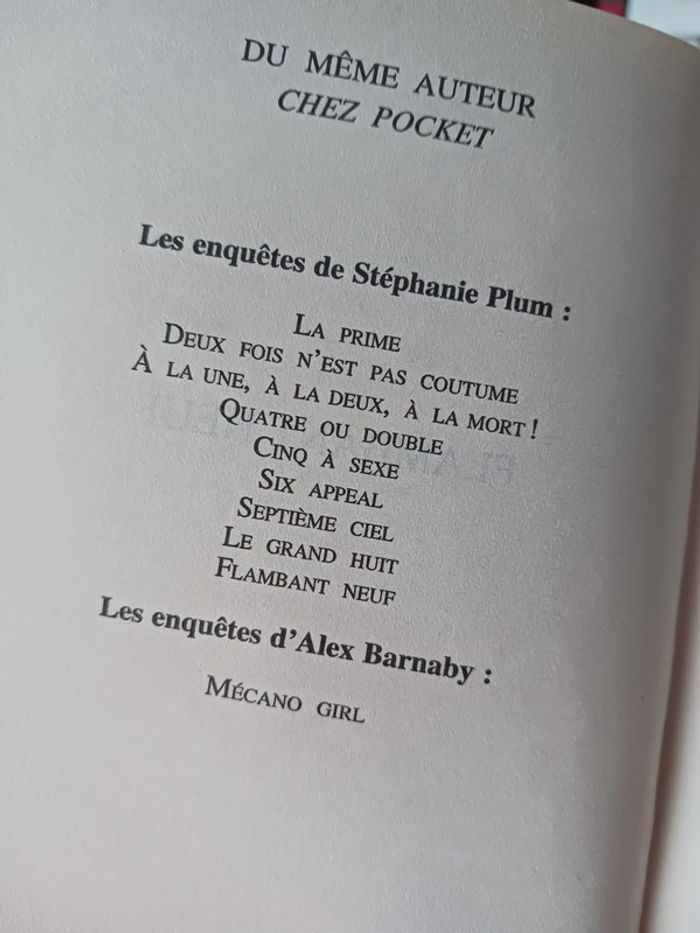 DU MÊME AUTEUR
CHEZ POCKET
Les enquêtes de Stéphanie Plum :
LA PRIME
DEUX FOIS N'EST PAS COUTUME
À LA UNE, À LA DEUX, À LA MORT !
QUATRE OU DOUBLE
CINQ À SEXE
SIX APPEAL
SEPTIÈME CIEL
LE GRAND HUIT
FLAMBANT NEUF
Les enquêtes d'Alex Barnaby :
MÉCANO GIRL